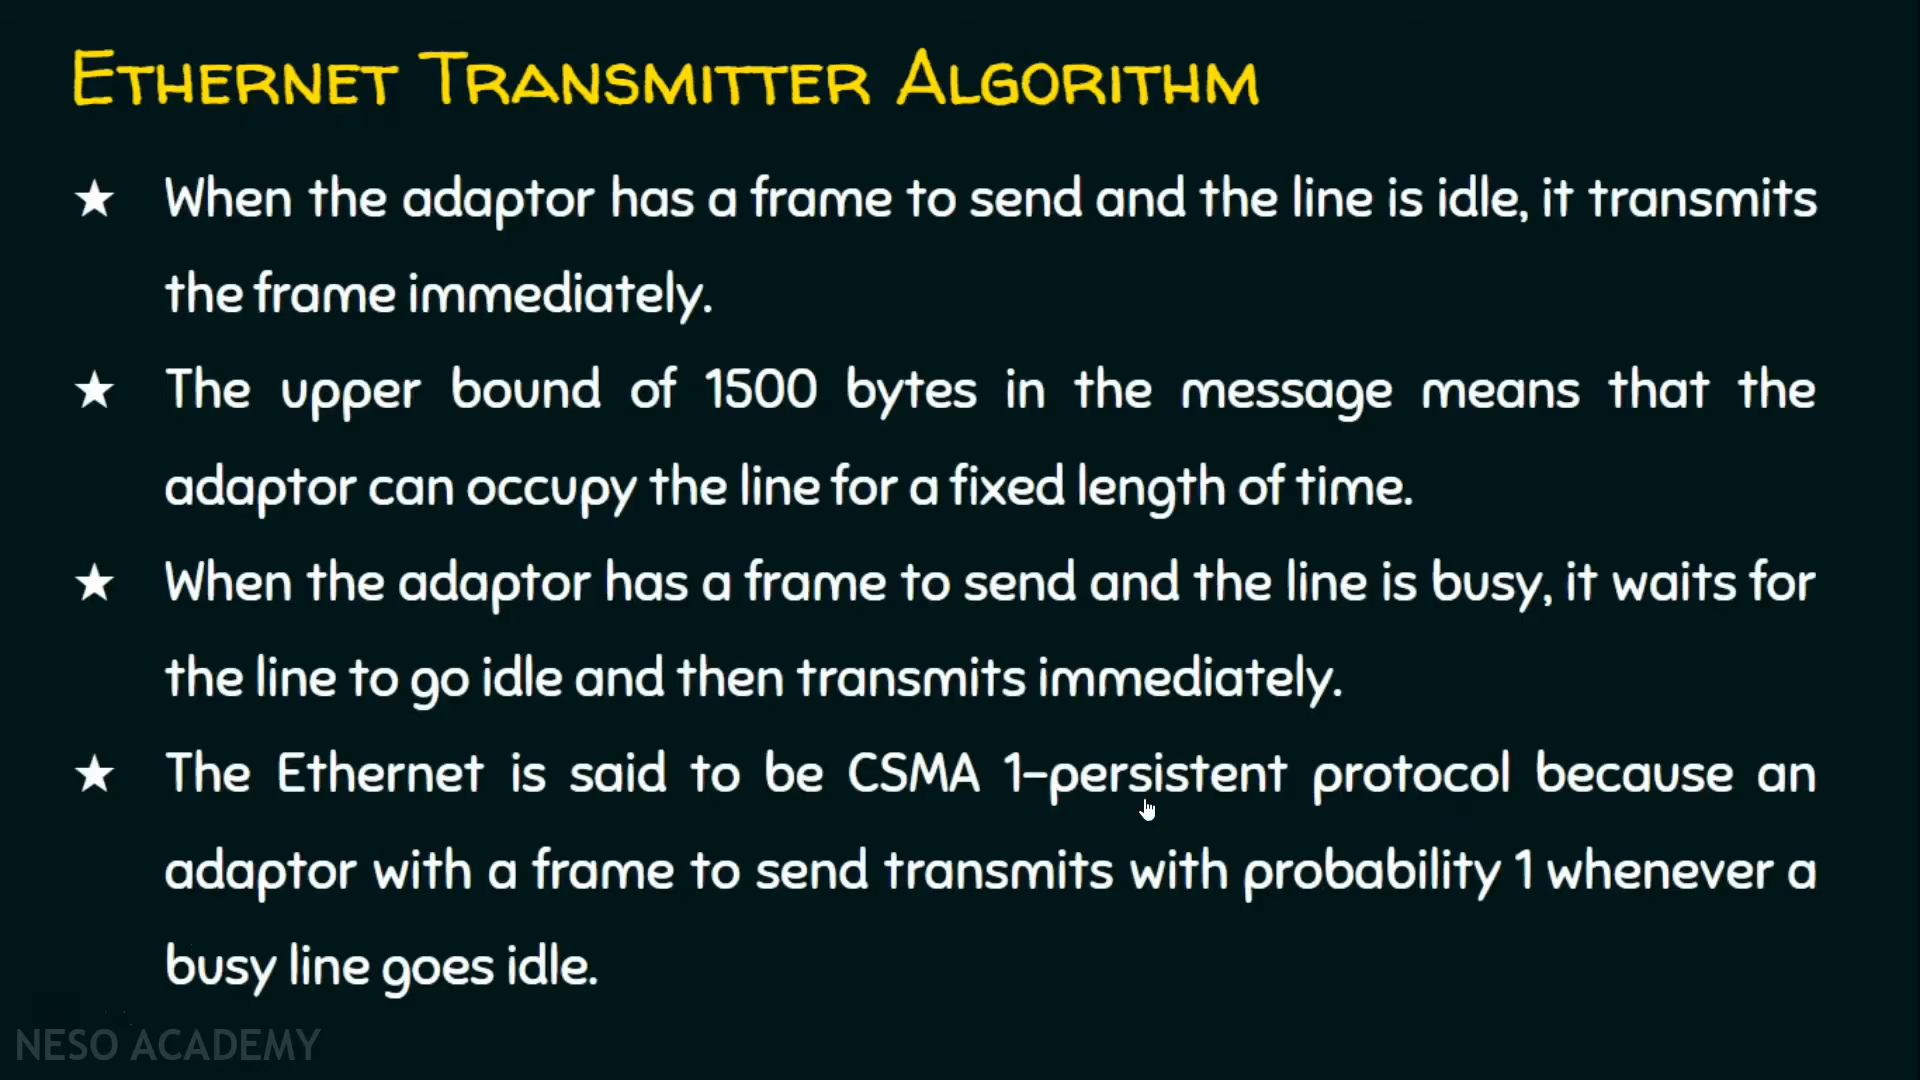 ETHERNET TRANSMITTER ALGORITHM
★ When the adaptor has a frame to send and the line is idle, it transmits
the frame immediately.
★ The upper bound of 1500 bytes in the message means that the
adaptor can occupy the line for a fixed length of time.
★ When the adaptor has a frame to send and the line is busy, it waits for
the line to go idle and then transmits immediately.
★ The Ethernet is said to be CSMA 1-persistent protocol because an
adaptor with a frame to send transmits with probability 1 whenever a
busy line goes idle.
NESO ACADEMY